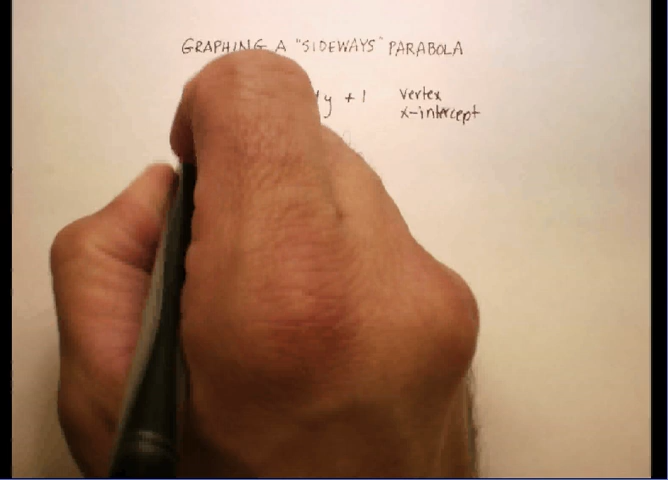 GRAPHING A "SIDEWAYS" PARABOLA
y + 1 vertex
x-intercept